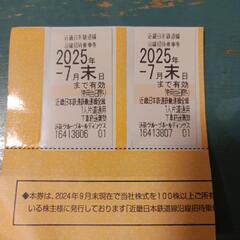 近畿日本鉄道線
沿線招待乗車券
2025年
-7月末日
まで有効
近畿日本鉄道線全線
1人片道1回
下車前途無効
近鉄グループホールディングス
16413806 01
近畿日本鉄道線
沿線招待乗車券
2025年
-7月末日
まで有効
近畿日本鉄道線全線
1人片道1回
下車前途無効
近鉄グループホールディングス
16413807 01
◆本券は、2024年9月末現在で当社株式を100株以上ご所有
いる株主様に発行しております「近畿日本鉄道線沿線招待乗車